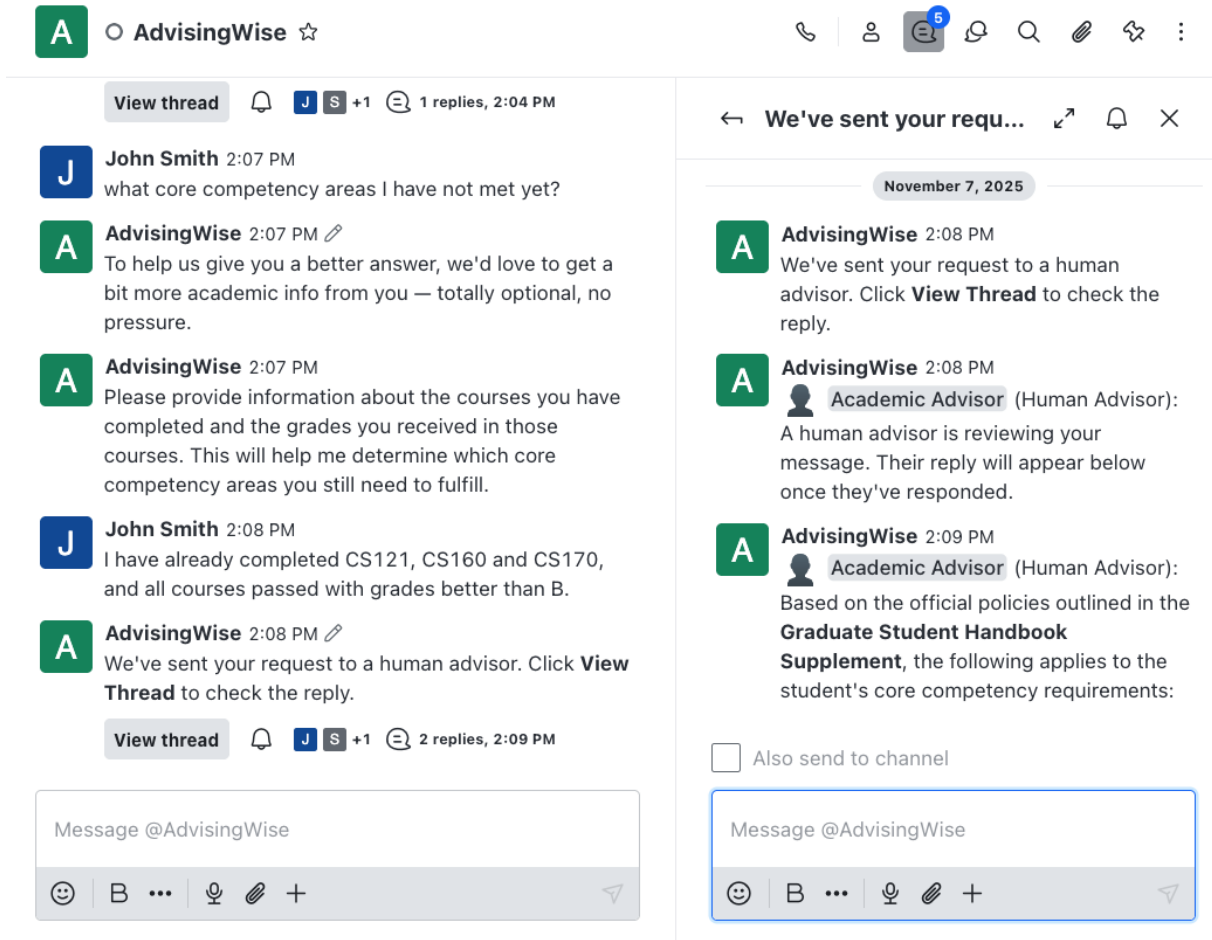 A AdvisingWise
5
View thread J S +1 1 replies, 2:04 PM
J John Smith 2:07 PM
what core competency areas I have not met yet?
A AdvisingWise 2:07 PM
To help us give you a better answer, we'd love to get a
bit more academic info from you — totally optional, no
pressure.
A AdvisingWise 2:07 PM
Please provide information about the courses you have
completed and the grades you received in those
courses. This will help me determine which core
competency areas you still need to fulfill.
J John Smith 2:08 PM
I have already completed CS121, CS160 and CS170,
and all courses passed with grades better than B.
A AdvisingWise 2:08 PM
We've sent your request to a human advisor. Click View
Thread to check the reply.
View thread J S +1 2 replies, 2:09 PM
Message @AdvisingWise
B
We've sent your requ...
November 7, 2025
A AdvisingWise 2:08 PM
We've sent your request to a human
advisor. Click View Thread to check the
reply.
A AdvisingWise 2:08 PM
Academic Advisor (Human Advisor):
A human advisor is reviewing your
message. Their reply will appear below
once they've responded.
A AdvisingWise 2:09 PM
Academic Advisor (Human Advisor):
Based on the official policies outlined in the
Graduate Student Handbook
Supplement, the following applies to the
student's core competency requirements:
Also send to channel
Message @AdvisingWise
B